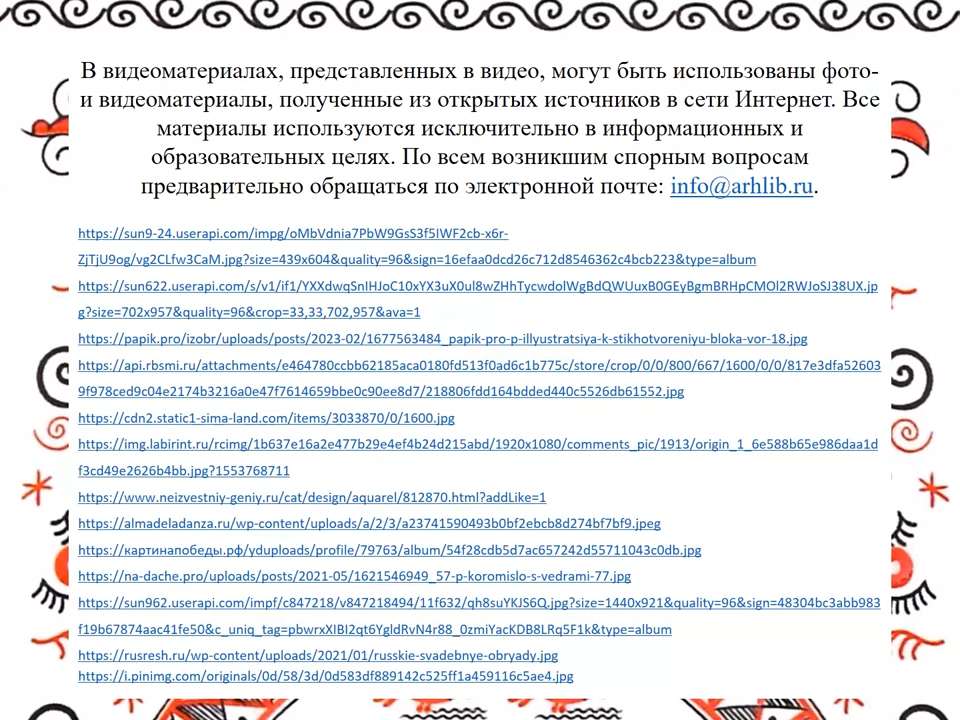 В видеоматериалах, представленных в видео, могут быть использованы фото-
и видеоматериалы, полученные из открытых источников в сети Интернет. Все
материалы используются исключительно в информационных и
образовательных целях. По всем возникшим спорным вопросам
предварительно обращаться по электронной почте: info@arhlib.ru.
https://sun9-24.userapi.com/impg/oMbVdnia7PbW9GsS3f5IWF2cb-x6r-
ZjTjU9og/vg2CLfw3CaM.jpg?size=439x604&quality=96&sign=16efaa0dcd26c712d8546362c4bcb223&type=album
https://sun622.userapi.com/s/v1/if1/YXXdwqSnIHJoC10xYX3uX0ul8wZHhTycwdolWgBdQWUuxB0GEyBgmBRHpCMOl2RWJoSJ38UX.jp
g?size=702x957&quality=96&crop=33,33,702,957&ava=1
https://papik.pro/izobr/uploads/posts/2023-02/1677563484_papik-pro-p-illyustratsiya-k-stikhotvoreniyu-bloka-vor-18.jpg
https://api.rbsmi.ru/attachments/e464780ccbb62185aca0180fd513f0ad6c1b775c/store/crop/0/0/800/667/1600/0/0/817e3dfa52603
9f978ced9c04e2174b3216a0e47f7614659bbe0c90ee8d7/218806fdd164bdded440c5526db61552.jpg
https://cdn2.static1-sima-land.com/items/3033870/0/1600.jpg
https://img.labirint.ru/rcimg/1b637e16a2e477b29e4ef4b24d215abd/1920x1080/comments_pic/1913/origin_1_6e588b65e986daa1d
f3cd49e2626b4bb.jpg?1553768711
https://www.neizvestniy-geniy.ru/cat/design/aquarel/812870.html?addLike=1
https://almadeladanza.ru/wp-content/uploads/a/2/3/a23741590493b0bf2ebcb8d274bf7bf9.jpeg
https://картинапобеды.рф/yduploads/profile/79763/album/54f28cdb5d7ac657242d55711043c0db.jpg
https://na-dache.pro/uploads/posts/2021-05/1621546949_57-p-koromislo-s-vedrami-77.jpg
https://sun962.userapi.com/impf/c847218/v847218494/11f632/qh8suYKJS6Q.jpg?size=1440x921&quality=96&sign=48304bc3abb983
f19b67874aac41fe50&c_uniq_tag=pbwrxXIBI2qt6YgldRvN4r88_0zmiYacKDB8LRq5F1k&type=album
https://rusresh.ru/wp-content/uploads/2021/01/russkie-svadebnye-obryady.jpg
https://i.pinimg.com/originals/0d/58/3d/0d583df889142c525ff1a459116c5ae4.jpg